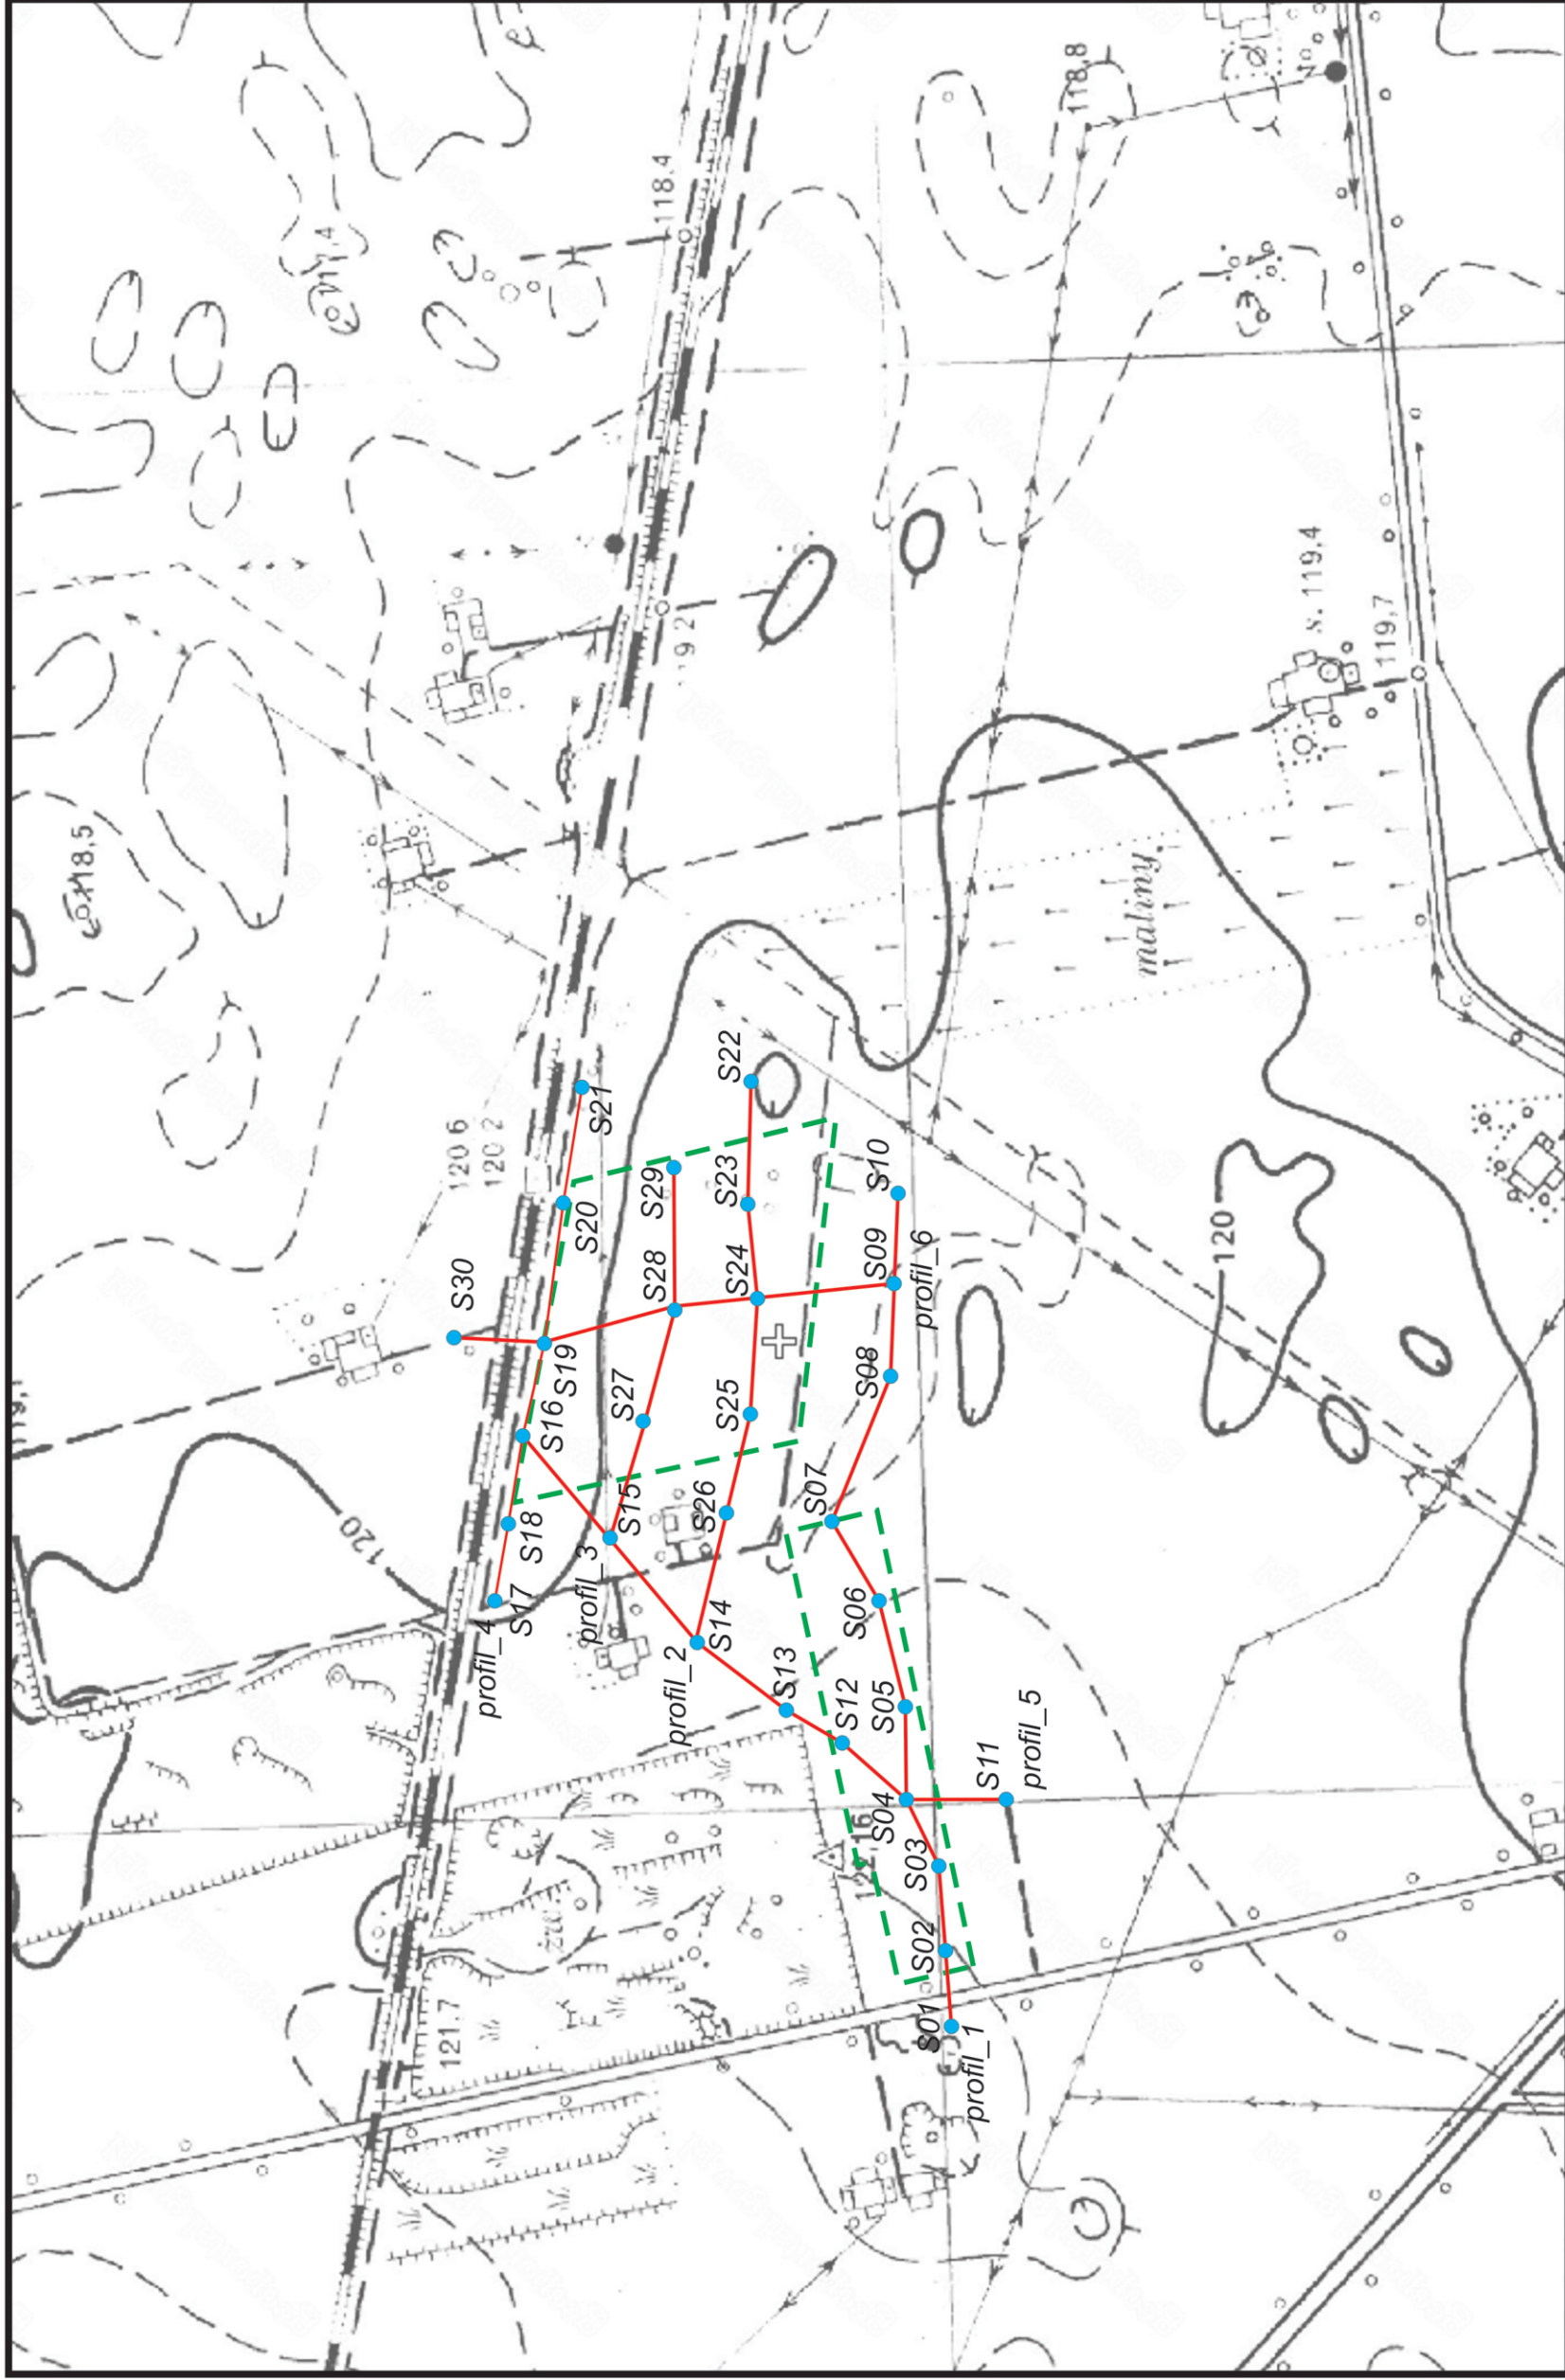 118.8
118.4
s. 119.4
119,7
118,5
maliny
120 6
120 2
S22
S21
S30
S29
S23
S10
S20
S28
S24
S09
profil_6
S19
S27
S25
S08
S16
120
120
S18
S15
S26
S07
S17
profil_3
profil_4
S14
S06
profil_2
S13
S12
S05
S11
profil_5
S04
S03
S02
S01
profil_1
121.7